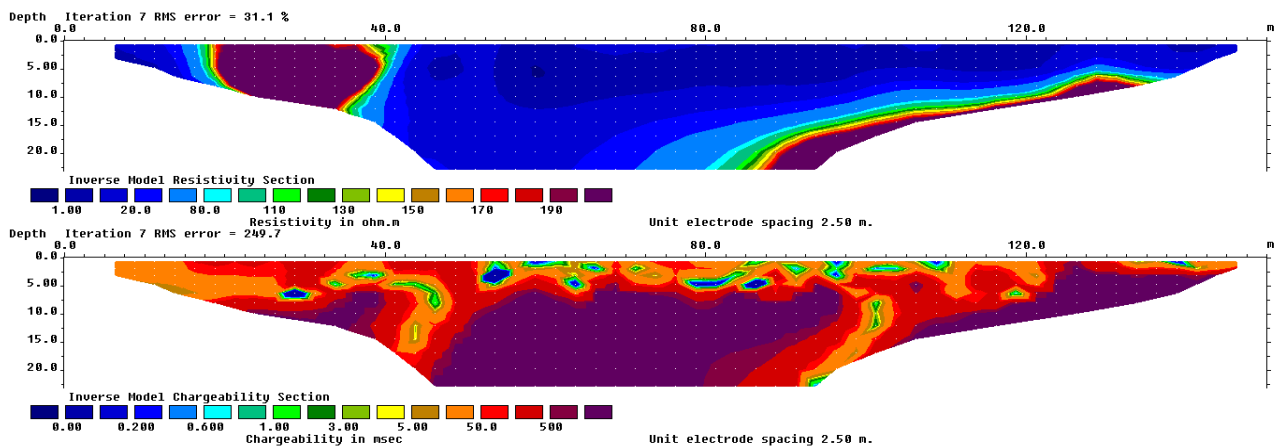 Depth Iteration 7 RMS error = 31.1 %
0.0 40.0 80.0 120.0 m
0.0
5.00
10.0
15.0
20.0
Inverse Model Resistivity Section
1.00 20.0 80.0 110 130 150 170 190
Resistivity in ohm.m Unit electrode spacing 2.50 m.
Depth Iteration 7 RMS error = 249.7
0.0 40.0 80.0 120.0 m
0.0
5.00
10.0
15.0
20.0
Inverse Model Chargeability Section
0.00 0.200 0.600 1.00 3.00 5.00 50.0 500
Chargeability in msec Unit electrode spacing 2.50 m.